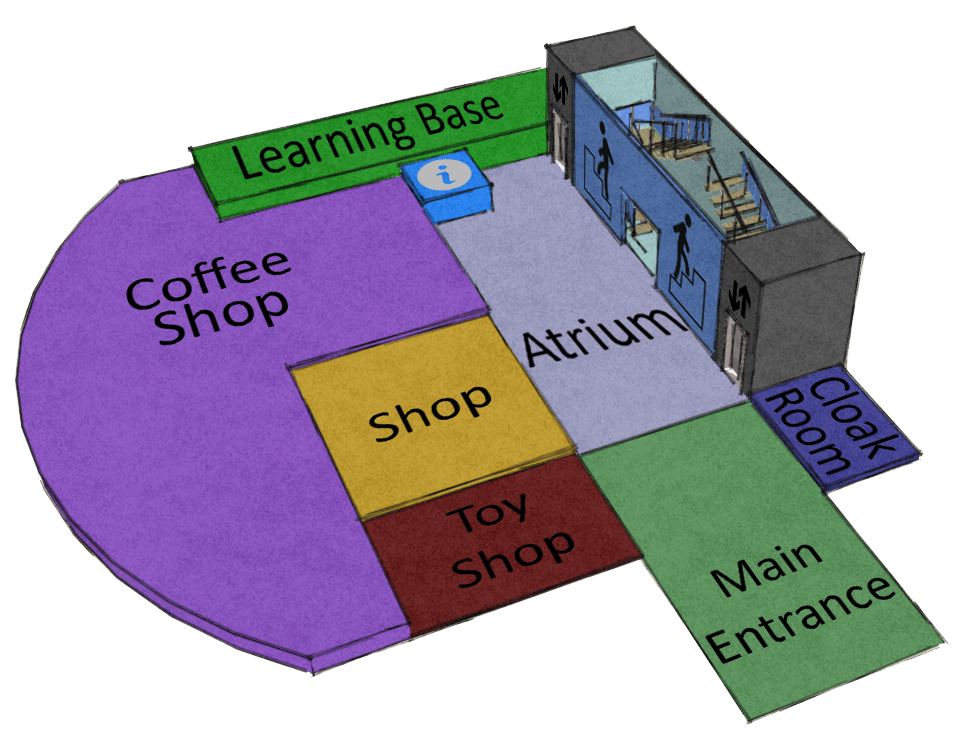 Learning Base
i
Coffee
Shop
Atrium
Shop
Cloak
Room
Toy
Shop
Main
Entrance